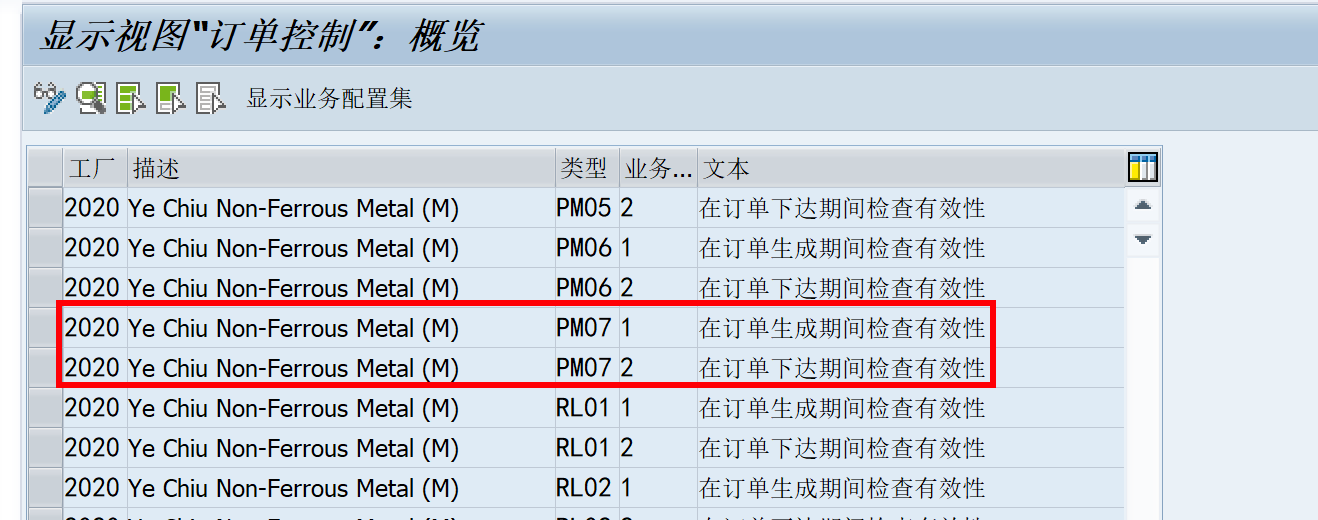 显示视图"订单控制"：概览
显示业务配置集
工厂 描述 类型 业务... 文本
2020 Ye Chiu Non-Ferrous Metal (M) PM05 2 在订单下达期间检查有效性
2020 Ye Chiu Non-Ferrous Metal (M) PM06 1 在订单生成期间检查有效性
2020 Ye Chiu Non-Ferrous Metal (M) PM06 2 在订单下达期间检查有效性
2020 Ye Chiu Non-Ferrous Metal (M) PM07 1 在订单生成期间检查有效性
2020 Ye Chiu Non-Ferrous Metal (M) PM07 2 在订单下达期间检查有效性
2020 Ye Chiu Non-Ferrous Metal (M) RL01 1 在订单生成期间检查有效性
2020 Ye Chiu Non-Ferrous Metal (M) RL01 2 在订单下达期间检查有效性
2020 Ye Chiu Non-Ferrous Metal (M) RL02 1 在订单生成期间检查有效性